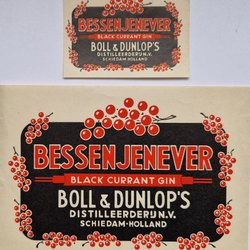 BESSENJENEVER
BLACK CURRANT GIN
BOLL & DUNLOP'S
DISTILLEERDERIJ N.V.
SCHIEDAM-HOLLAND
BESSENJENEVER
BLACK CURRANT GIN
BOLL & DUNLOP'S
DISTILLEERDERIJ N.V.
SCHIEDAM-HOLLAND